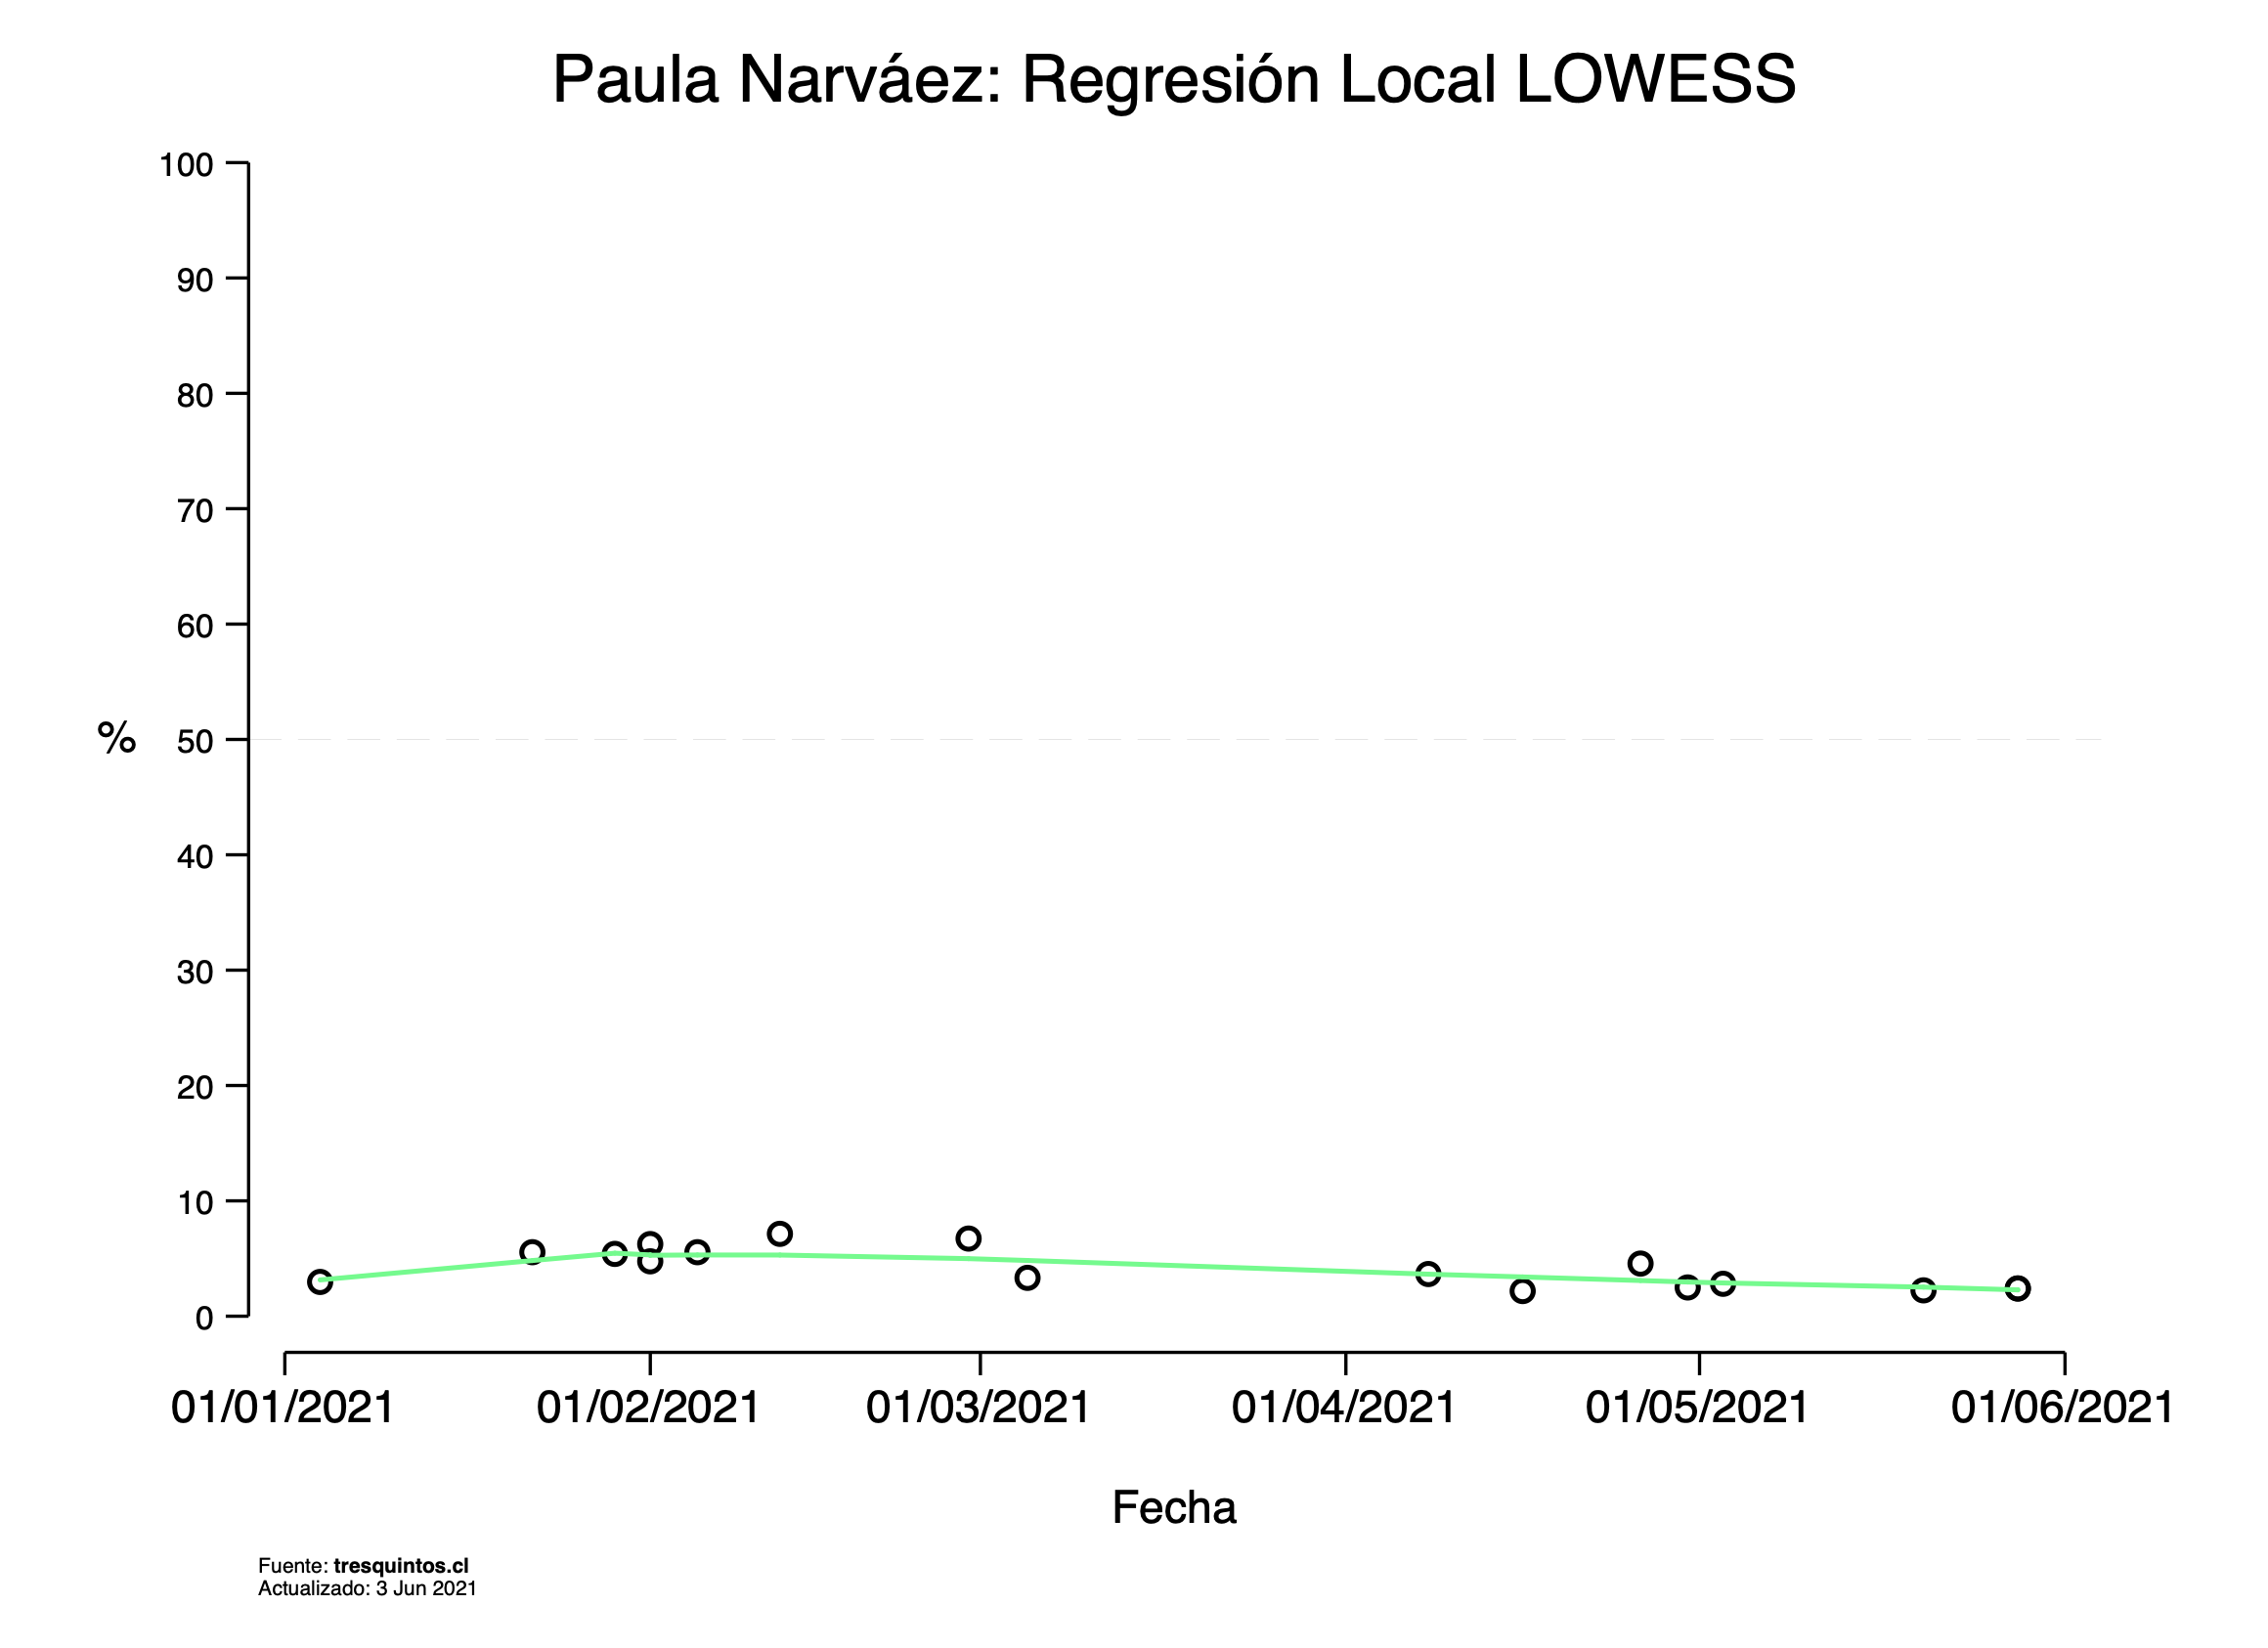 Paula Narváez: Regresión Local LOWESS
100
90
80
70
60
% 50
40
30
20
10
0
01/01/2021 01/02/2021 01/03/2021 01/04/2021 01/05/2021 01/06/2021
Fecha
Fuente: tresquintos.cl
Actualizado: 3 Jun 2021